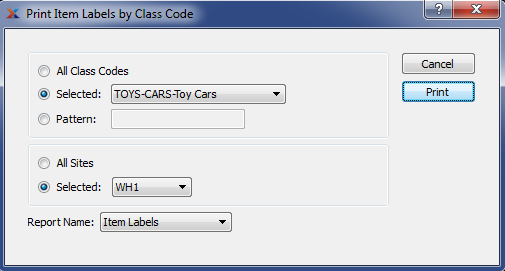 Print Item Labels by Class Code
All Class Codes
Cancel
Selected: TOYS-CARS-Toy Cars
Print
Pattern:
All Sites
Selected: WH1
Report Name: Item Labels